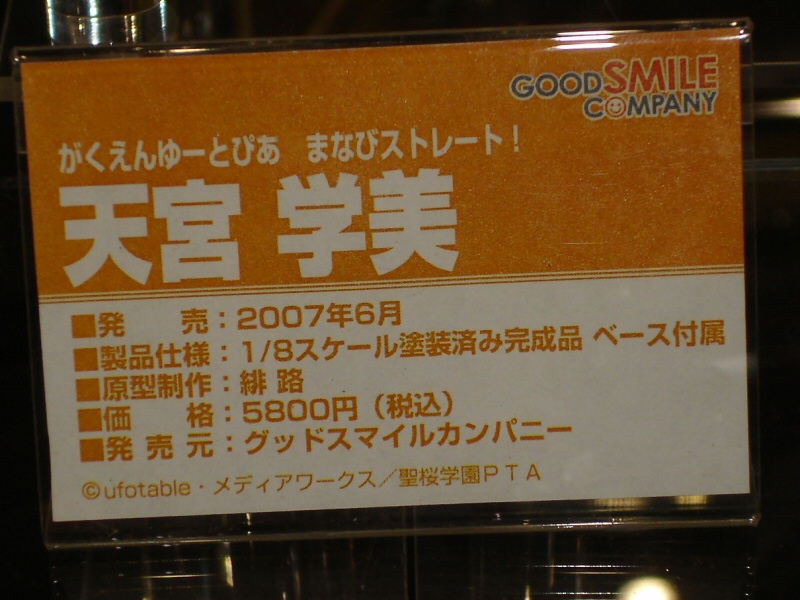 GOODSMILE
COMPANY
がくえんゆーとぴあ　まなびストレート！
天宮 学美
■発　　売：2007年6月
■製品仕様：1/8スケール塗装済み完成品 ベース付属
■原型制作：緋路
■価　　格：5800円（税込）
■発 売 元：グッドスマイルカンパニー
©ufotable・メディアワークス／聖桜学園PTA